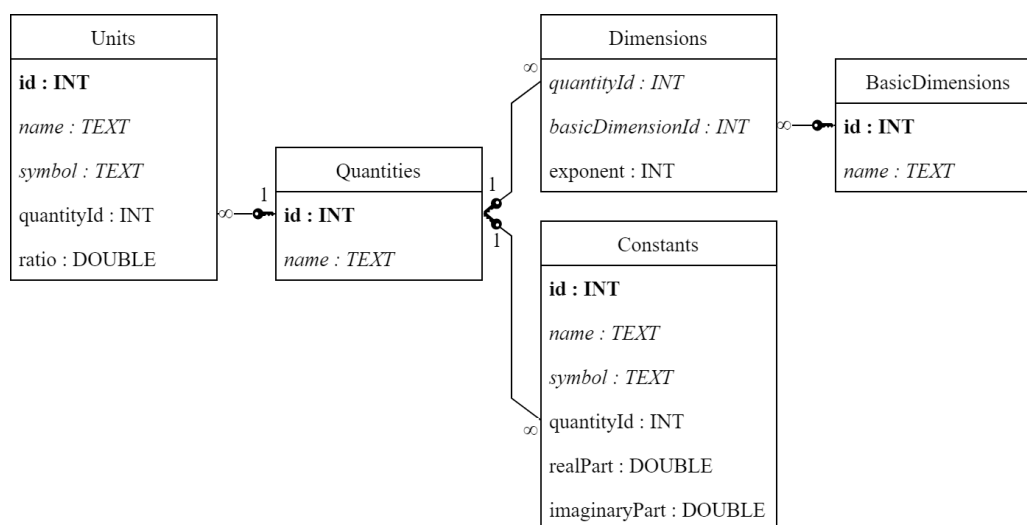 Units
id : INT
name : TEXT
symbol : TEXT
quantityId : INT
ratio : DOUBLE
∞
1
Quantities
id : INT
name : TEXT
1
1
∞
∞
Dimensions
quantityId : INT
basicDimensionId : INT
exponent : INT
∞
BasicDimensions
id : INT
name : TEXT
Constants
id : INT
name : TEXT
symbol : TEXT
quantityId : INT
realPart : DOUBLE
imaginaryPart : DOUBLE